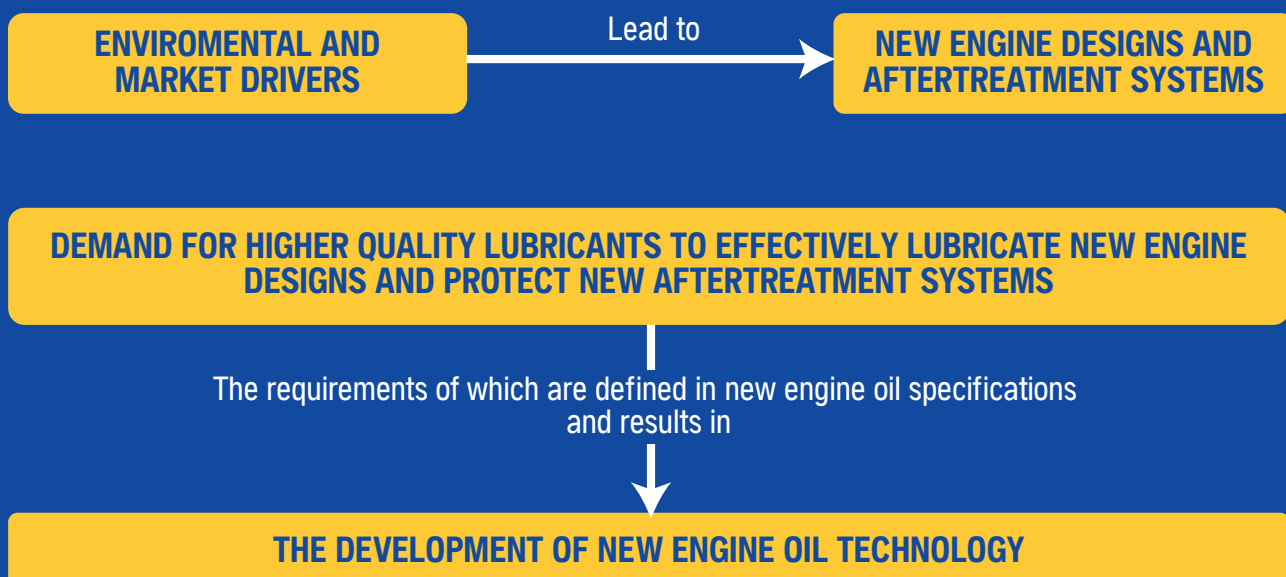 ENVIROMENTAL AND
MARKET DRIVERS
Lead to
NEW ENGINE DESIGNS AND
AFTERTREATMENT SYSTEMS
DEMAND FOR HIGHER QUALITY LUBRICANTS TO EFFECTIVELY LUBRICATE NEW ENGINE
DESIGNS AND PROTECT NEW AFTERTREATMENT SYSTEMS
The requirements of which are defined in new engine oil specifications
and results in
THE DEVELOPMENT OF NEW ENGINE OIL TECHNOLOGY